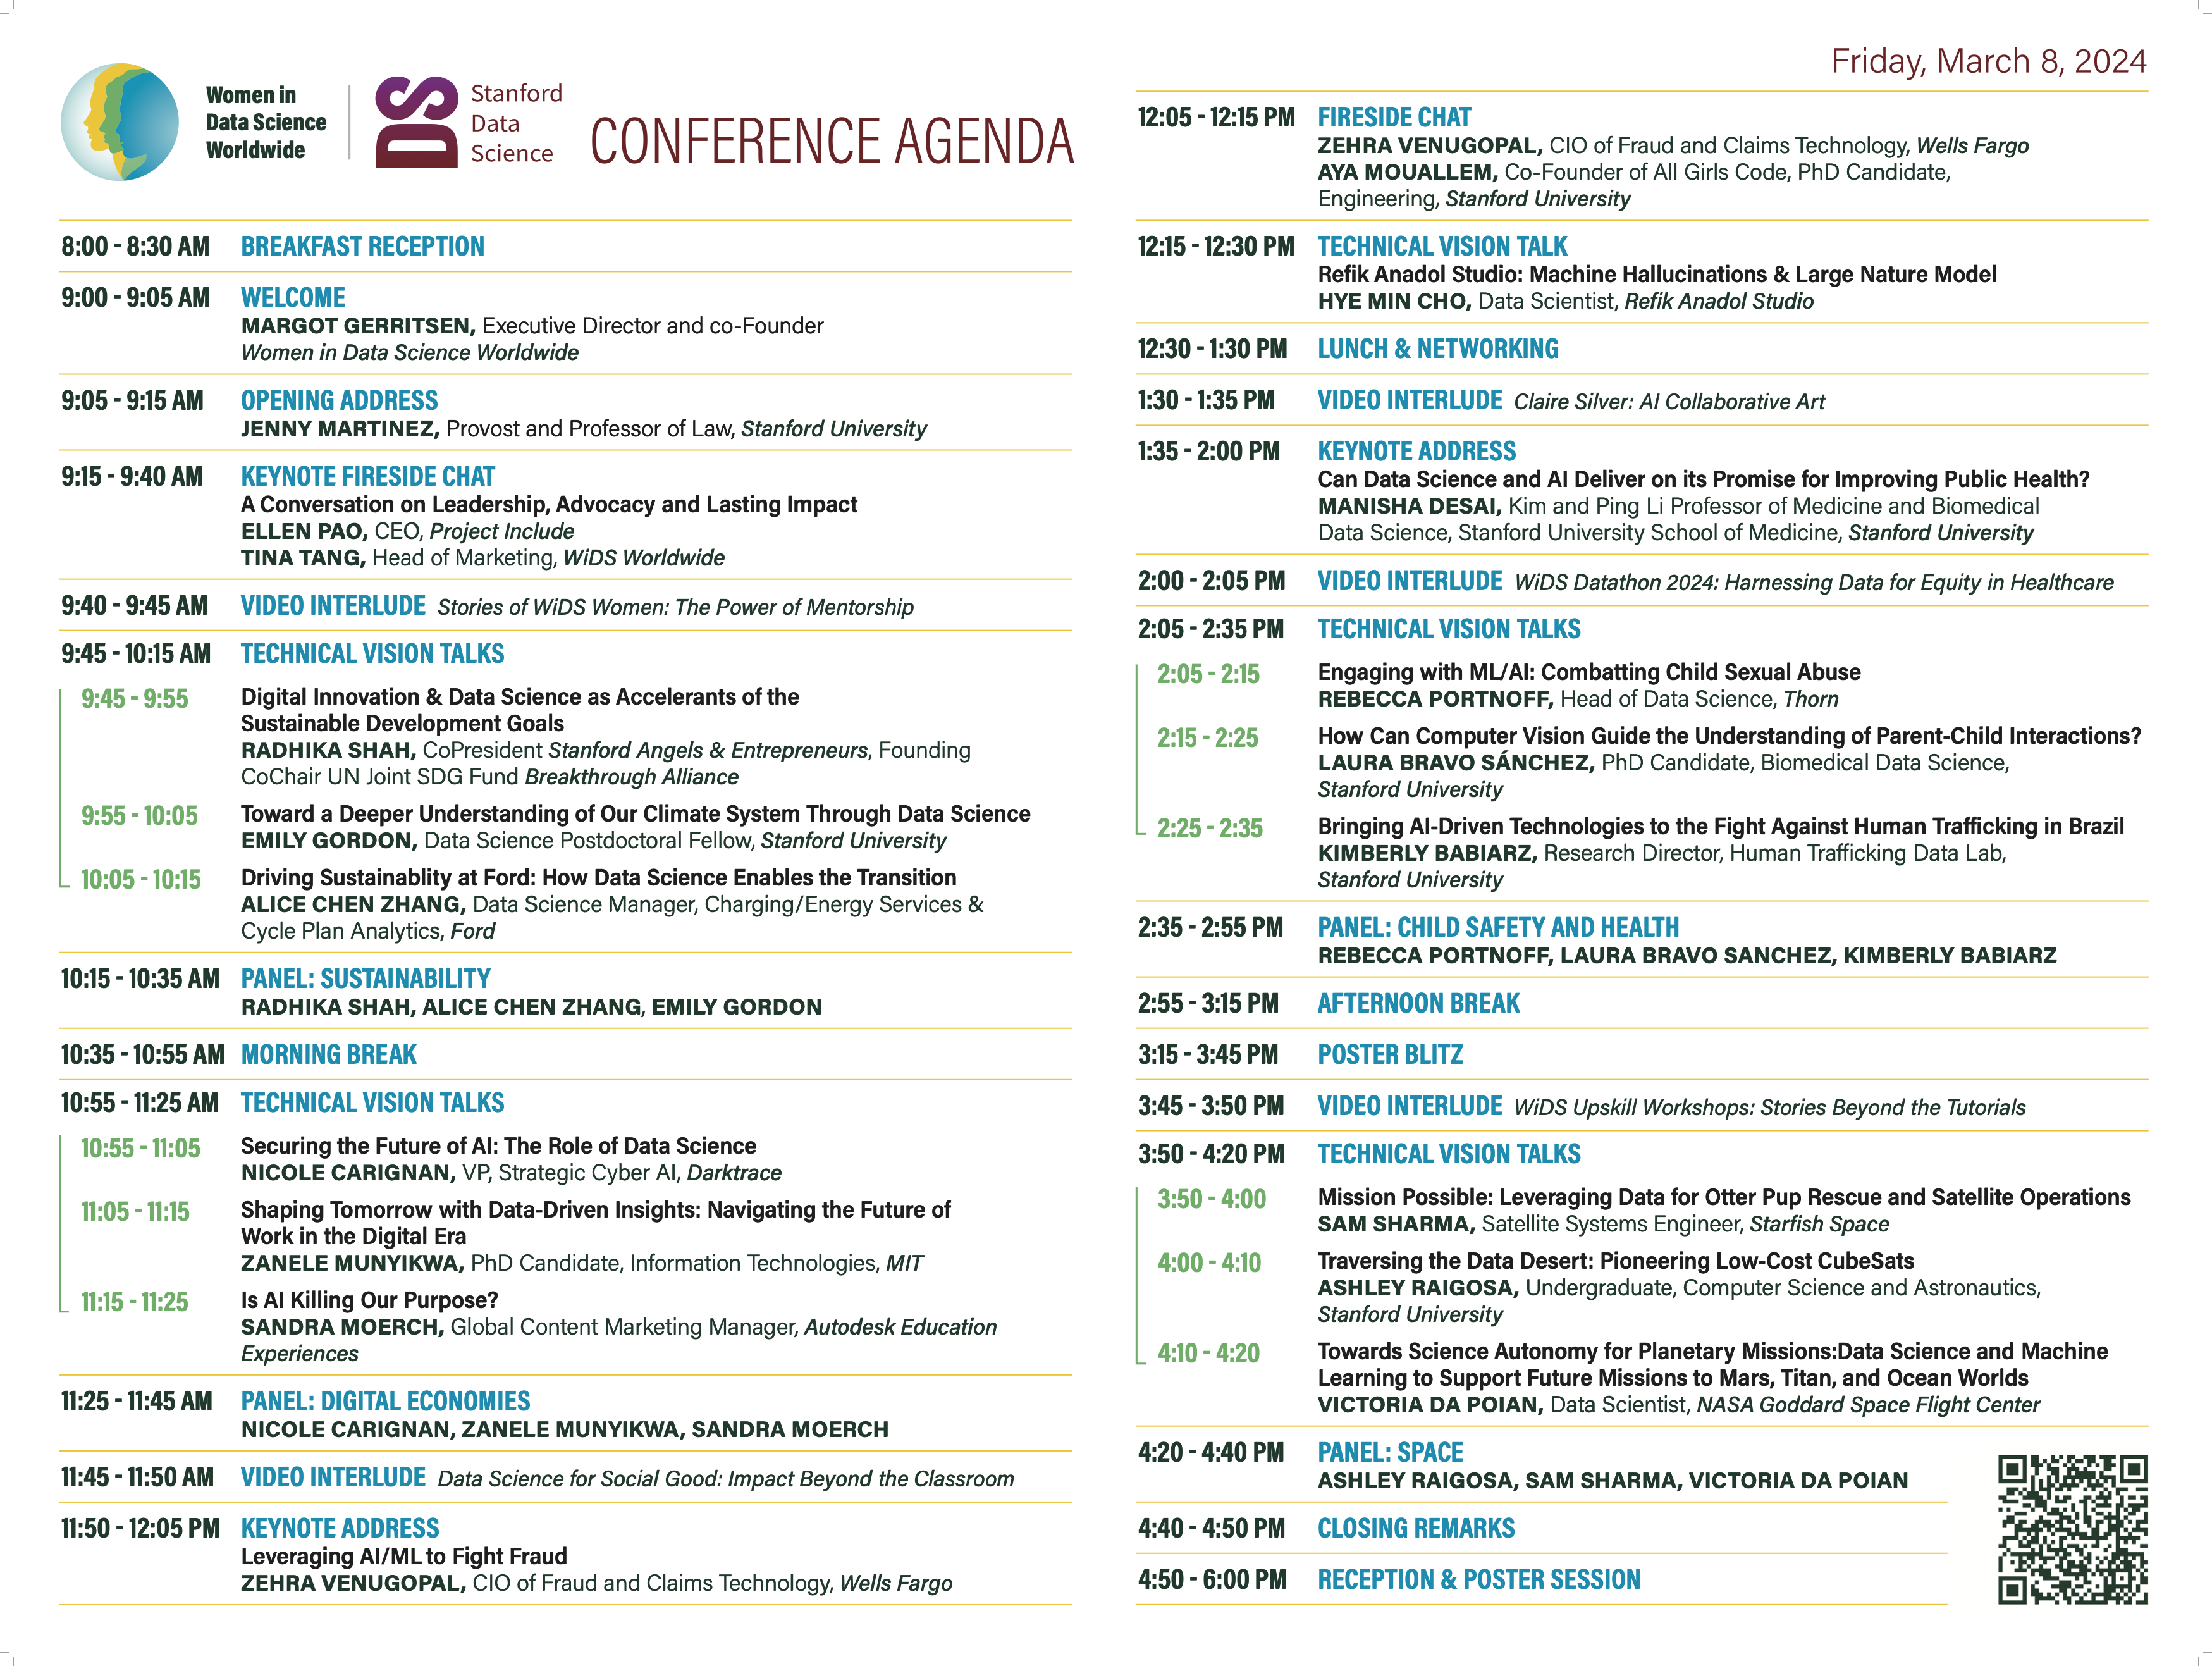 Women in
Data Science
Worldwide
DS
Stanford
Data
Science
CONFERENCE AGENDA
8:00 - 8:30 AM BREAKFAST RECEPTION
9:00 - 9:05 AM WELCOME
MARGOT GERRITSEN, Executive Director and co-Founder
Women in Data Science Worldwide
9:05 - 9:15 AM OPENING ADDRESS
JENNY MARTINEZ, Provost and Professor of Law, Stanford University
9:15 - 9:40 AM KEYNOTE FIRESIDE CHAT
A Conversation on Leadership, Advocacy and Lasting Impact
ELLEN PAO, CEO, Project Include
TINA TANG, Head of Marketing, WiDS Worldwide
9:40 - 9:45 AM VIDEO INTERLUDE Stories of WiDS Women: The Power of Mentorship
9:45 - 10:15 AM TECHNICAL VISION TALKS
9:45 - 9:55 Digital Innovation & Data Science as Accelerants of the
Sustainable Development Goals
RADHIKA SHAH, CoPresident Stanford Angels & Entrepreneurs, Founding
CoChair UN Joint SDG Fund Breakthrough Alliance
9:55 - 10:05 Toward a Deeper Understanding of Our Climate System Through Data Science
EMILY GORDON, Data Science Postdoctoral Fellow, Stanford University
10:05 - 10:15 Driving Sustainablity at Ford: How Data Science Enables the Transition
ALICE CHEN ZHANG, Data Science Manager, Charging/Energy Services &
Cycle Plan Analytics, Ford
10:15 - 10:35 AM PANEL: SUSTAINABILITY
RADHIKA SHAH, ALICE CHEN ZHANG, EMILY GORDON
10:35 - 10:55 AM MORNING BREAK
10:55 - 11:25 AM TECHNICAL VISION TALKS
10:55 - 11:05 Securing the Future of AI: The Role of Data Science
NICOLE CARIGNAN, VP, Strategic Cyber AI, Darktrace
11:05 - 11:15 Shaping Tomorrow with Data-Driven Insights: Navigating the Future of
Work in the Digital Era
ZANELE MUNYIKWA, PhD Candidate, Information Technologies, MIT
11:15 - 11:25 Is AI Killing Our Purpose?
SANDRA MOERCH, Global Content Marketing Manager, Autodesk Education
Experiences
11:25 - 11:45 AM PANEL: DIGITAL ECONOMIES
NICOLE CARIGNAN, ZANELE MUNYIKWA, SANDRA MOERCH
11:45 - 11:50 AM VIDEO INTERLUDE Data Science for Social Good: Impact Beyond the Classroom
11:50 - 12:05 PM KEYNOTE ADDRESS
Leveraging AI/ML to Fight Fraud
ZEHRA VENUGOPAL, CIO of Fraud and Claims Technology, Wells Fargo
Friday, March 8, 2024
12:05 - 12:15 PM FIRESIDE CHAT
ZEHRA VENUGOPAL, CIO of Fraud and Claims Technology, Wells Fargo
AYA MOUALLEM, Co-Founder of All Girls Code, PhD Candidate,
Engineering, Stanford University
12:15 - 12:30 PM TECHNICAL VISION TALK
Refik Anadol Studio: Machine Hallucinations & Large Nature Model
HYE MIN CHO, Data Scientist, Refik Anadol Studio
12:30 - 1:30 PM LUNCH & NETWORKING
1:30 - 1:35 PM VIDEO INTERLUDE Claire Silver: AI Collaborative Art
1:35 - 2:00 PM KEYNOTE ADDRESS
Can Data Science and AI Deliver on its Promise for Improving Public Health?
MANISHA DESAI, Kim and Ping Li Professor of Medicine and Biomedical
Data Science, Stanford University School of Medicine, Stanford University
2:00 - 2:05 PM VIDEO INTERLUDE WiDS Datathon 2024: Harnessing Data for Equity in Healthcare
2:05 - 2:35 PM TECHNICAL VISION TALKS
2:05 - 2:15 Engaging with ML/AI: Combatting Child Sexual Abuse
REBECCA PORTNOFF, Head of Data Science, Thorn
2:15 - 2:25 How Can Computer Vision Guide the Understanding of Parent-Child Interactions?
LAURA BRAVO SÁNCHEZ, PhD Candidate, Biomedical Data Science,
Stanford University
2:25 - 2:35 Bringing AI-Driven Technologies to the Fight Against Human Trafficking in Brazil
KIMBERLY BABIARZ, Research Director, Human Trafficking Data Lab,
Stanford University
2:35 - 2:55 PM PANEL: CHILD SAFETY AND HEALTH
REBECCA PORTNOFF, LAURA BRAVO SANCHEZ, KIMBERLY BABIARZ
2:55 - 3:15 PM AFTERNOON BREAK
3:15 - 3:45 PM POSTER BLITZ
3:45 - 3:50 PM VIDEO INTERLUDE WiDS Upskill Workshops: Stories Beyond the Tutorials
3:50 - 4:20 PM TECHNICAL VISION TALKS
3:50 - 4:00 Mission Possible: Leveraging Data for Otter Pup Rescue and Satellite Operations
SAM SHARMA, Satellite Systems Engineer, Starfish Space
4:00 - 4:10 Traversing the Data Desert: Pioneering Low-Cost CubeSats
ASHLEY RAIGOSA, Undergraduate, Computer Science and Astronautics,
Stanford University
4:10 - 4:20 Towards Science Autonomy for Planetary Missions:Data Science and Machine
Learning to Support Future Missions to Mars, Titan, and Ocean Worlds
VICTORIA DA POIAN, Data Scientist, NASA Goddard Space Flight Center
4:20 - 4:40 PM PANEL: SPACE
ASHLEY RAIGOSA, SAM SHARMA, VICTORIA DA POIAN
4:40 - 4:50 PM CLOSING REMARKS
4:50 - 6:00 PM RECEPTION & POSTER SESSION